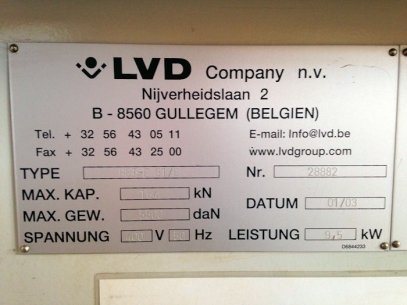 LVD Company n.v.
Nijverheidslaan 2
B - 8560 GULLEGEM (BELGIEN)
Tel. + 32 56 43 05 11 E-mail: Info@lvd.be
Fax + 32 56 43 25 00 www.lvdgroup.com
TYPE Nr. 28982
MAX. KAP. kN
MAX. GEW. daN DATUM 01/03
SPANNUNG 400 V Hz LEISTUNG 9,5 kW